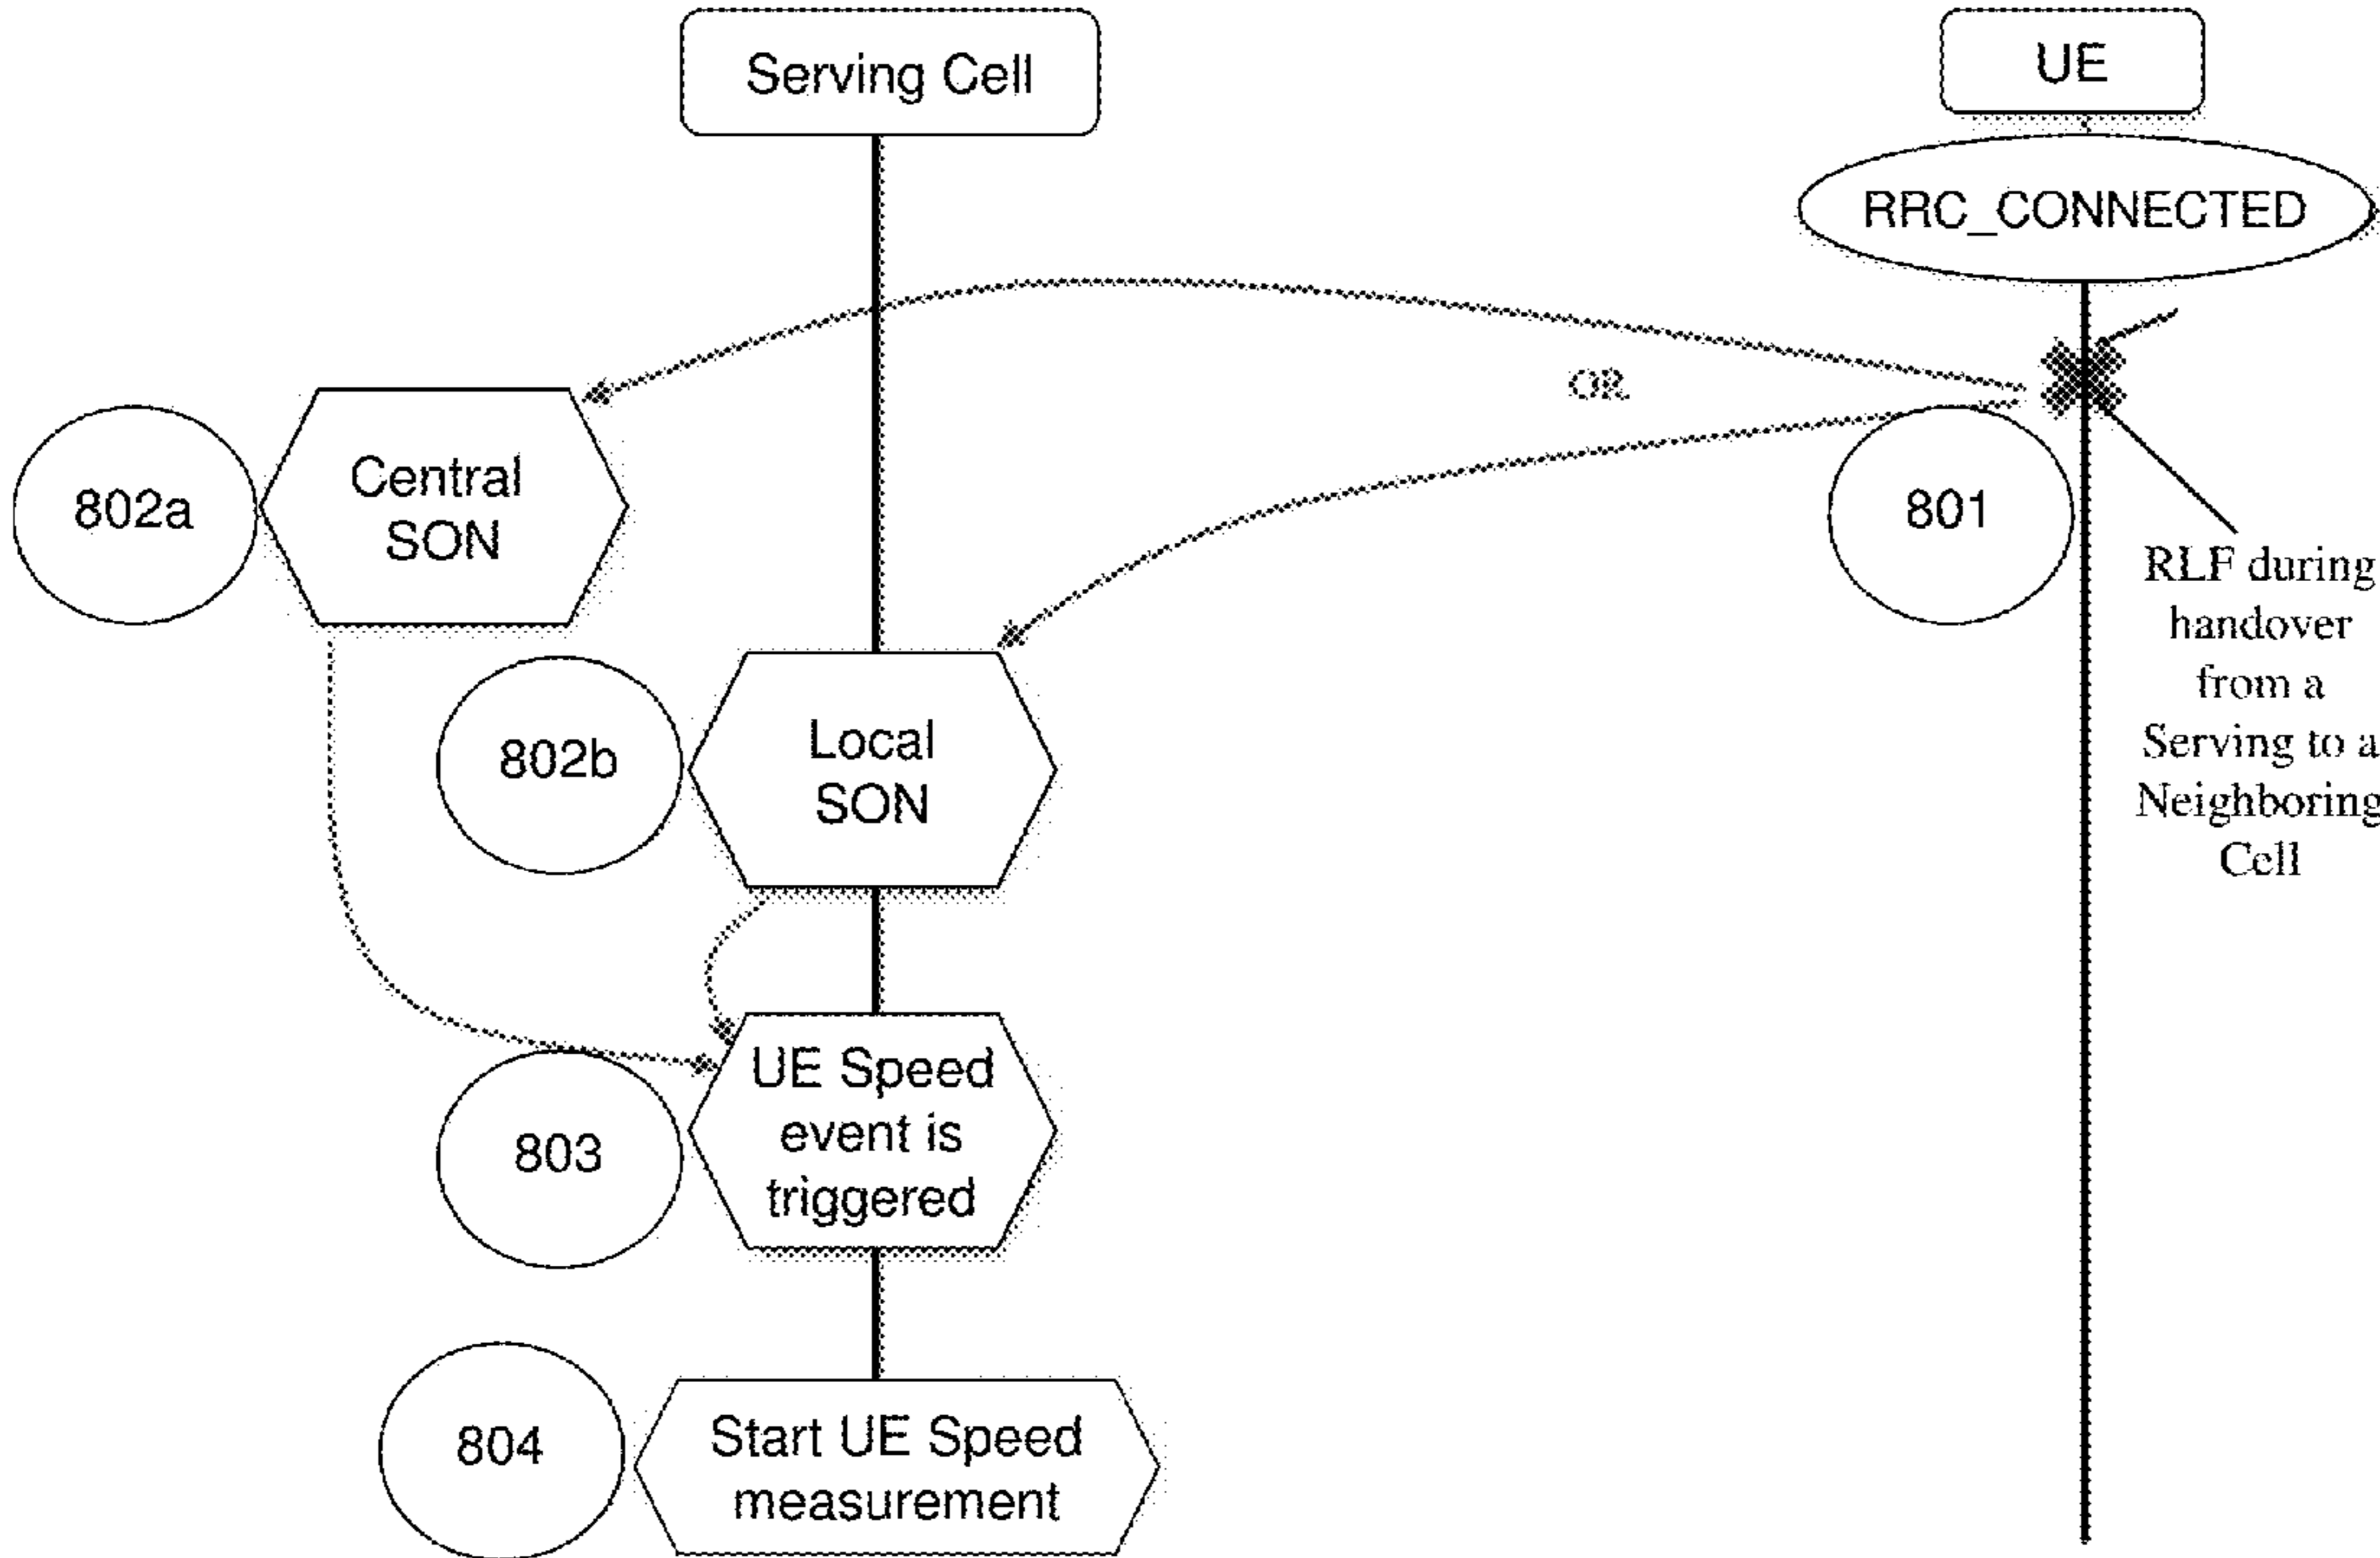 Serving Cell
UE
RRC_CONNECTED
OR
802a
Central
SON
801
RLF during
handover
from a
Serving to a
Neighboring
Cell
802b
Local
SON
803
UE Speed
event is
triggered
804
Start UE Speed
measurement